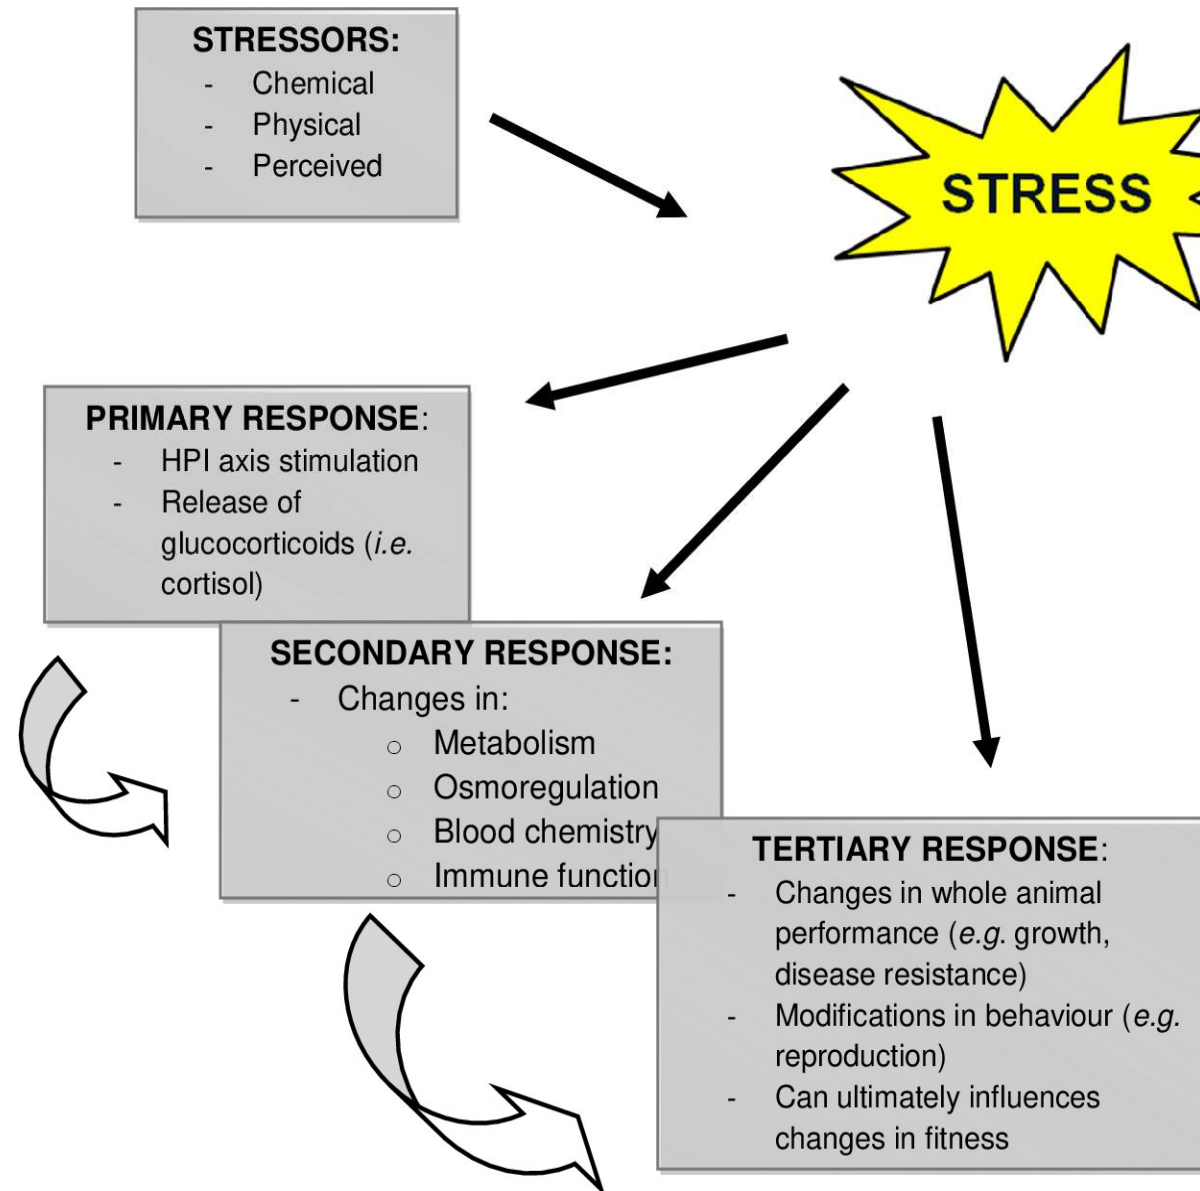 STRESSORS:
- Chemical
- Physical
- Perceived
STRESS
PRIMARY RESPONSE:
- HPI axis stimulation
- Release of
glucocorticoids (i.e.
cortisol)
SECONDARY RESPONSE:
- Changes in:
o Metabolism
o Osmoregulation
o Blood chemistry
o Immune function
TERTIARY RESPONSE:
- Changes in whole animal
performance (e.g. growth,
disease resistance)
- Modifications in behaviour (e.g.
reproduction)
- Can ultimately influences
changes in fitness